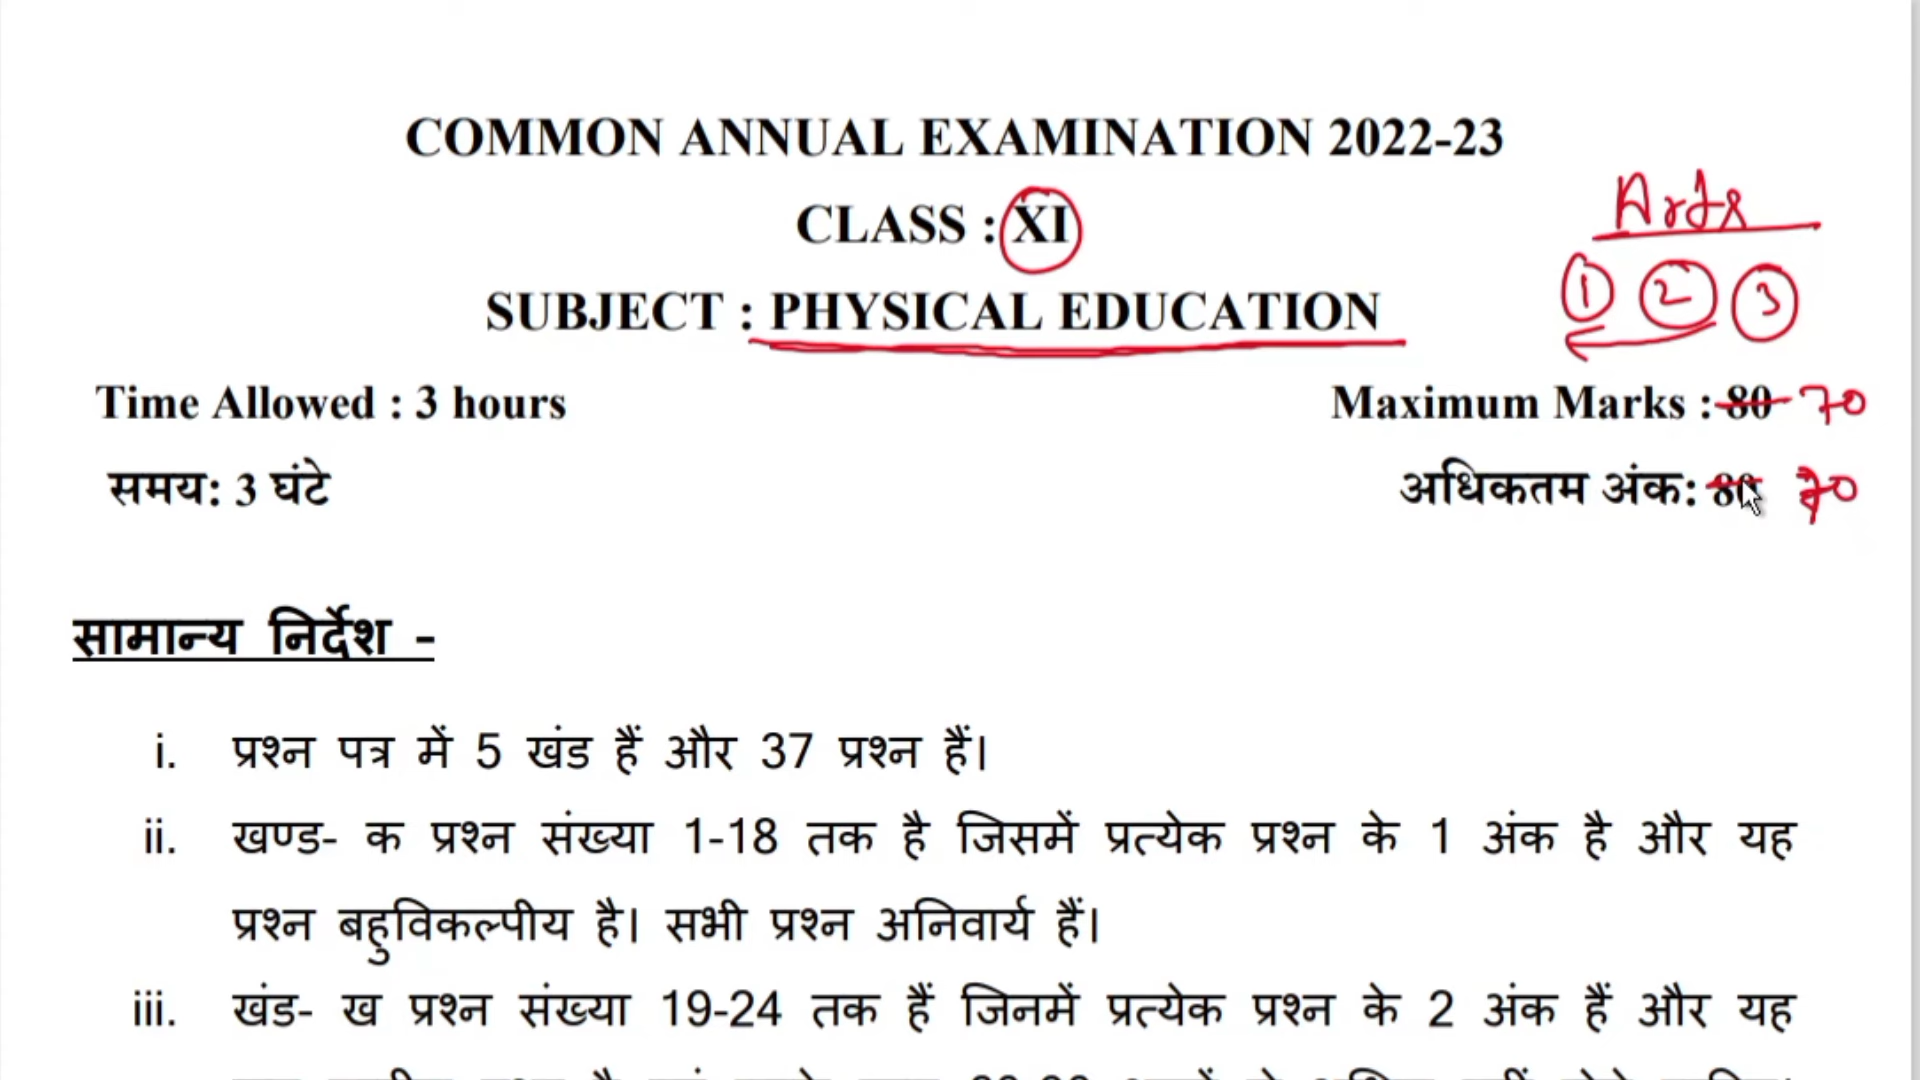 COMMON ANNUAL EXAMINATION 2022-23
Arts
CLASS : XI
1 2 3
SUBJECT : PHYSICAL EDUCATION
Time Allowed : 3 hours
Maximum Marks : 80 70
समय: 3 घंटे
अधिकतम अंक: 80 70
सामान्य निर्देश -
i. प्रश्न पत्र में 5 खंड हैं और 37 प्रश्न हैं।
ii. खण्ड- क प्रश्न संख्या 1-18 तक है जिसमें प्रत्येक प्रश्न के 1 अंक है और यह
प्रश्न बहुविकल्पीय है। सभी प्रश्न अनिवार्य हैं।
iii. खंड- ख प्रश्न संख्या 19-24 तक हैं जिनमें प्रत्येक प्रश्न के 2 अंक हैं और यह